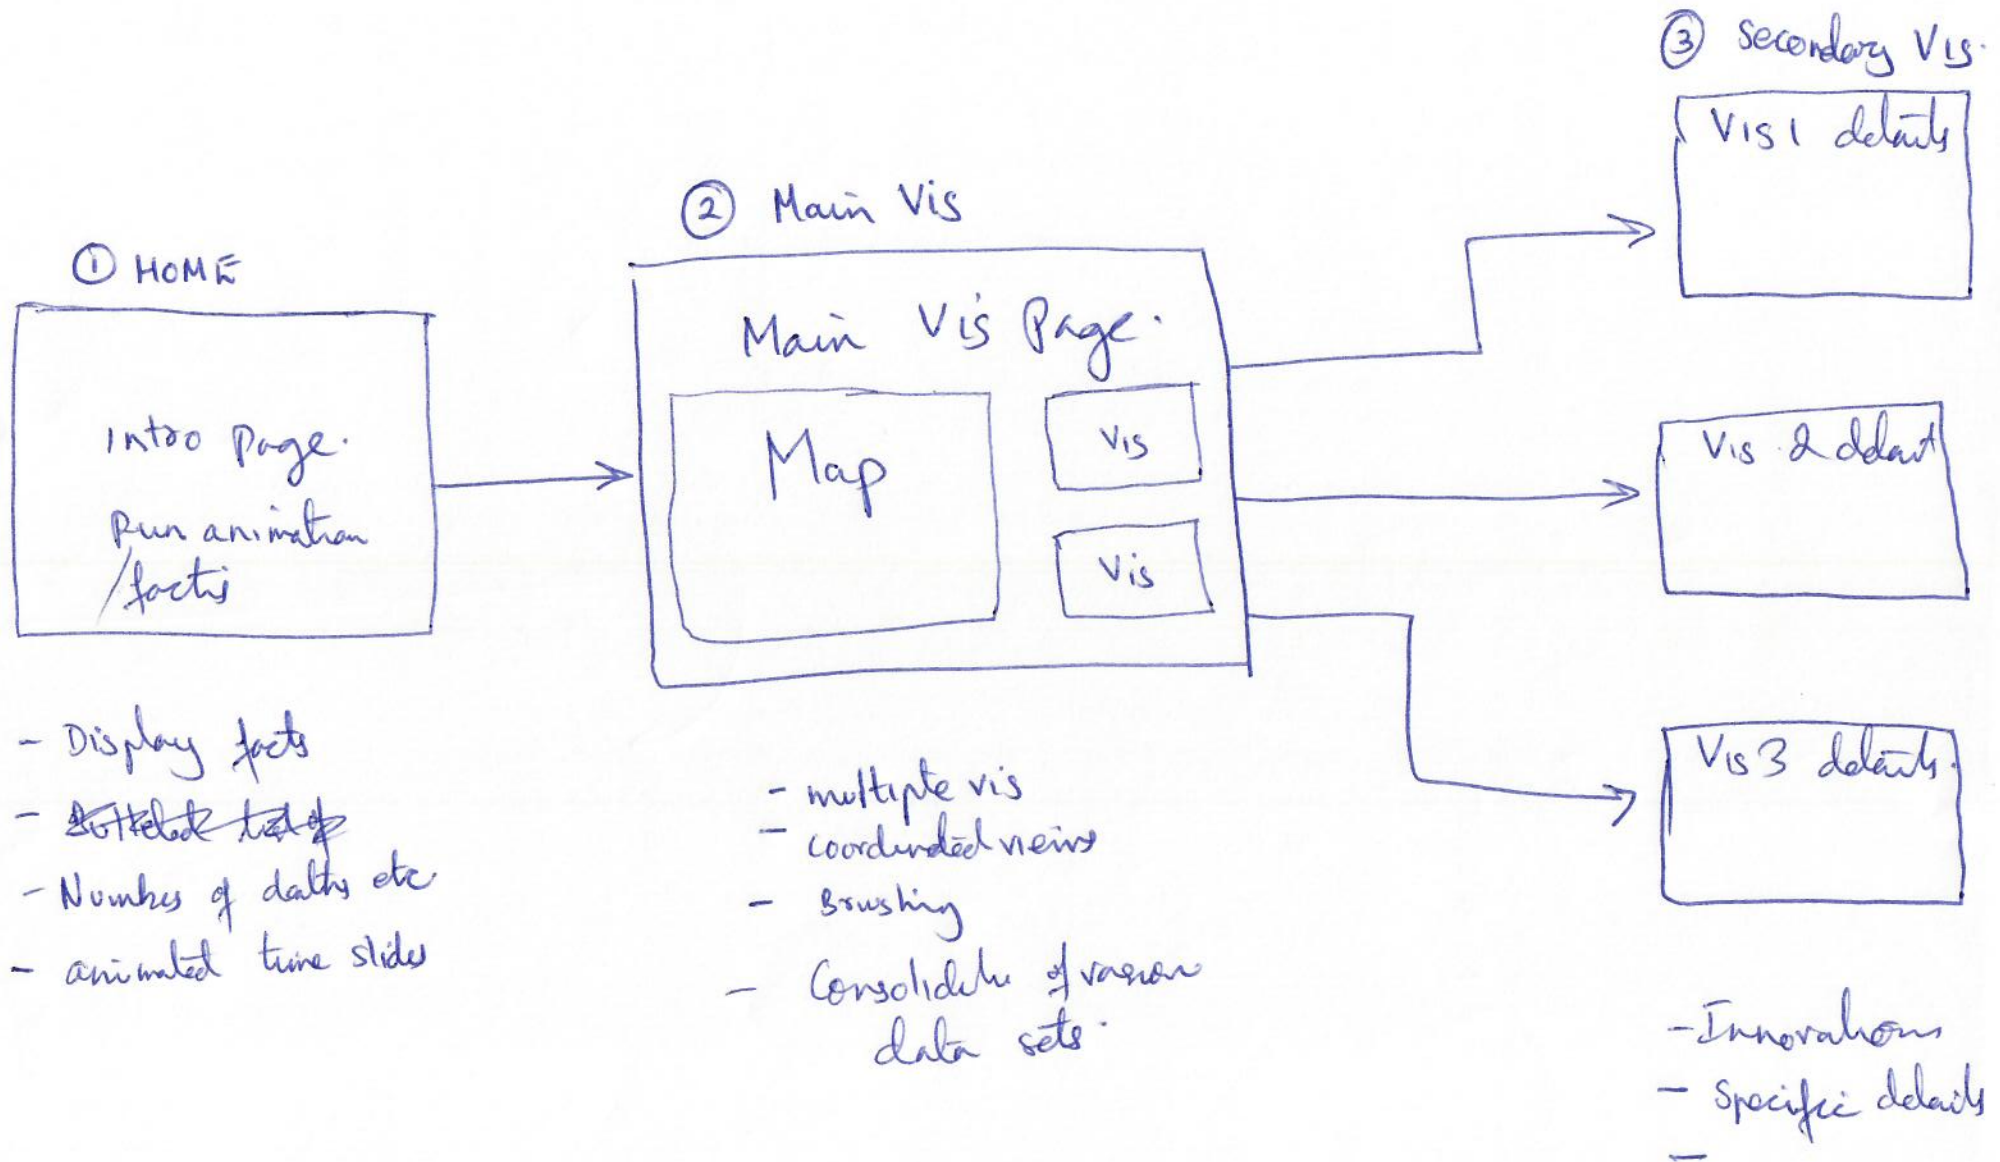 ① HOME
Intro Page.
Run animation
/facts
- Display facts
-
- Number of deaths etc
- animated time slides
② Main Vis
Main Vis Page.
Map
Vis
Vis
- multiple vis
- coordinated views
- Brushing
- Consolidate of various
data sets.
③ Secondary Vis.
Vis 1 details
Vis 2 detail
Vis 3 details.
- Innovations
- Specific details
-